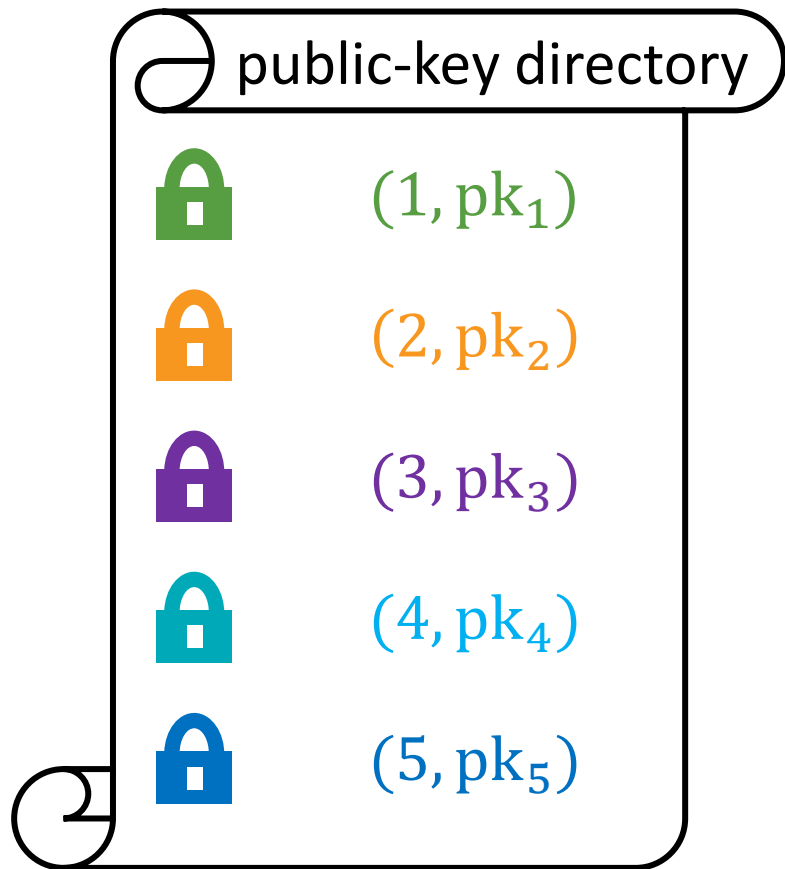 public-key directory
(1, pk₁)
(2, pk₂)
(3, pk₃)
(4, pk₄)
(5, pk₅)